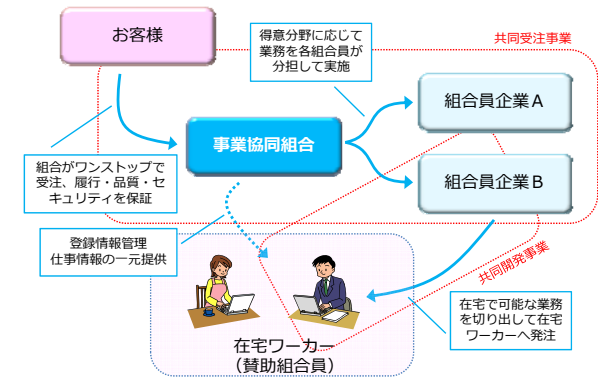 お客様
得意分野に応じて
業務を各組合員が
分担して実施
共同受注事業
組合員企業A
事業協同組合
組合がワンストップで
受注、履行・品質・セ
キュリティを保証
組合員企業B
登録情報管理
仕事情報の一元提供
共同開発事業
在宅で可能な業務
を切り出して在宅
ワーカーへ発注
在宅ワーカー
（賛助組合員）